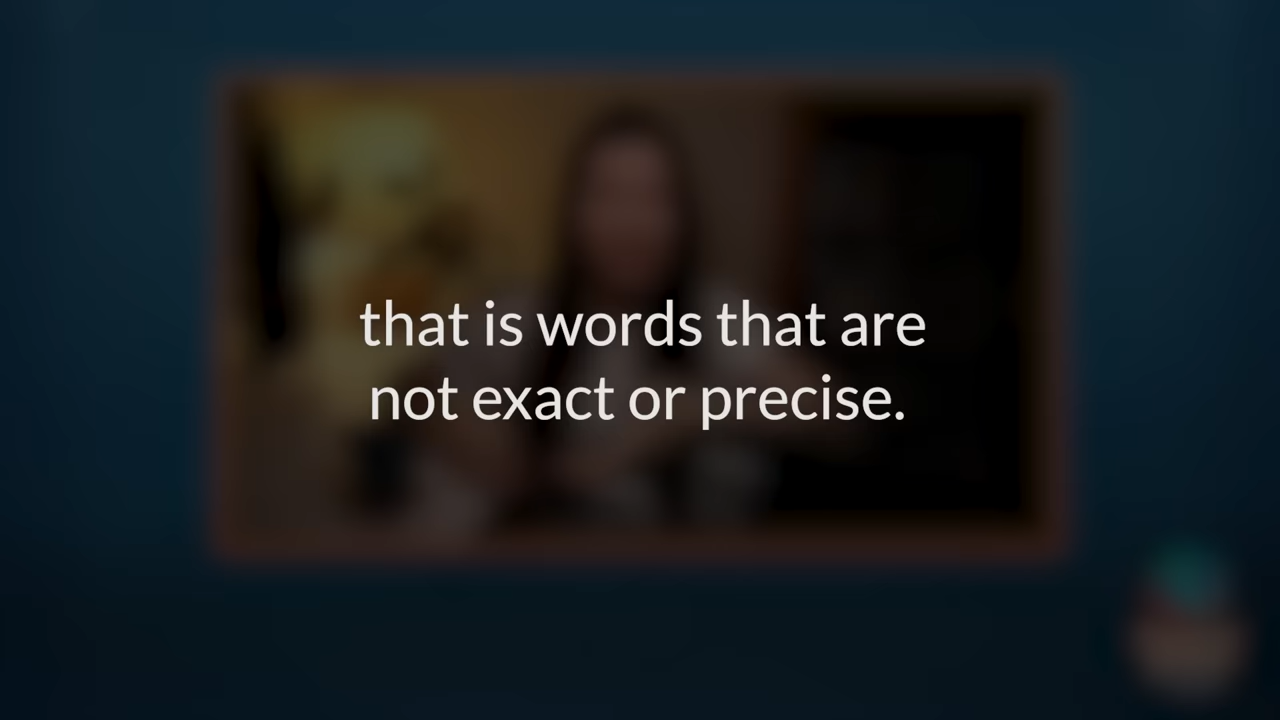 that is words that are
not exact or precise.